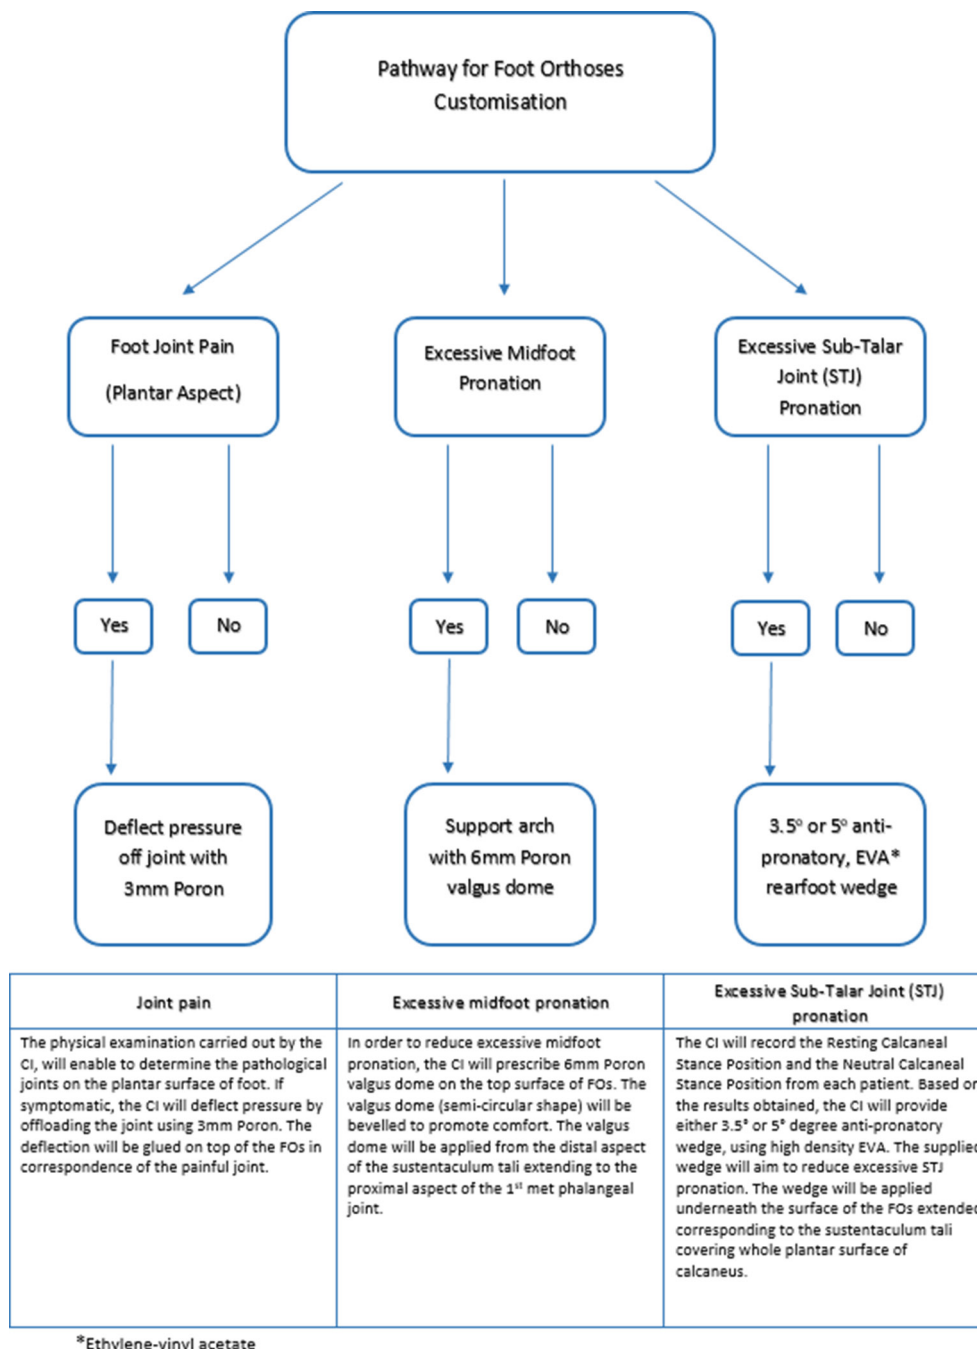 Pathway for Foot Orthoses
Customisation
Foot Joint Pain
(Plantar Aspect)
Excessive Midfoot
Pronation
Excessive Sub-Talar
Joint (STJ)
Pronation
Yes
No
Yes
No
Yes
No
Deflect pressure
off joint with
3mm Poron
Support arch
with 6mm Poron
valgus dome
3.5° or 5° anti-
pronatory, EVA*
rearfoot wedge
Joint pain
The physical examination carried out by the
CI, will enable to determine the pathological
joints on the plantar surface of foot. If
symptomatic, the CI will deflect pressure by
offloading the joint using 3mm Poron. The
deflection will be glued on top of the FOs in
correspondence of the painful joint.
Excessive midfoot pronation
In order to reduce excessive midfoot
pronation, the CI will prescribe 6mm Poron
valgus dome on the top surface of FOs. The
valgus dome (semi-circular shape) will be
bevelled to promote comfort. The valgus
dome will be applied from the distal aspect
of the sustentaculum tali extending to the
proximal aspect of the 1st met phalangeal
joint.
Excessive Sub-Talar Joint (STJ)
pronation
The CI will record the Resting Calcaneal
Stance Position and the Neutral Calcaneal
Stance Position from each patient. Based on
the results obtained, the CI will provide
either 3.5° or 5° degree anti-pronatory
wedge, using high density EVA. The supplied
wedge will aim to reduce excessive STJ
pronation. The wedge will be applied
underneath the surface of the FOs extended
corresponding to the sustentaculum tali
covering whole plantar surface of
calcaneus.
*Ethylene-vinyl acetate